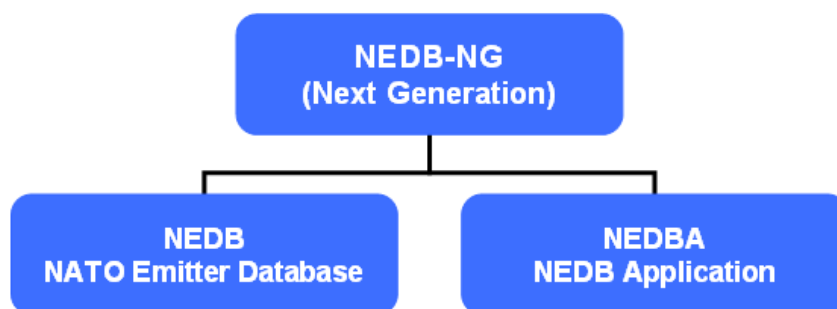 NEDB-NG
(Next Generation)
NEDB
NATO Emitter Database
NEDBA
NEDB Application